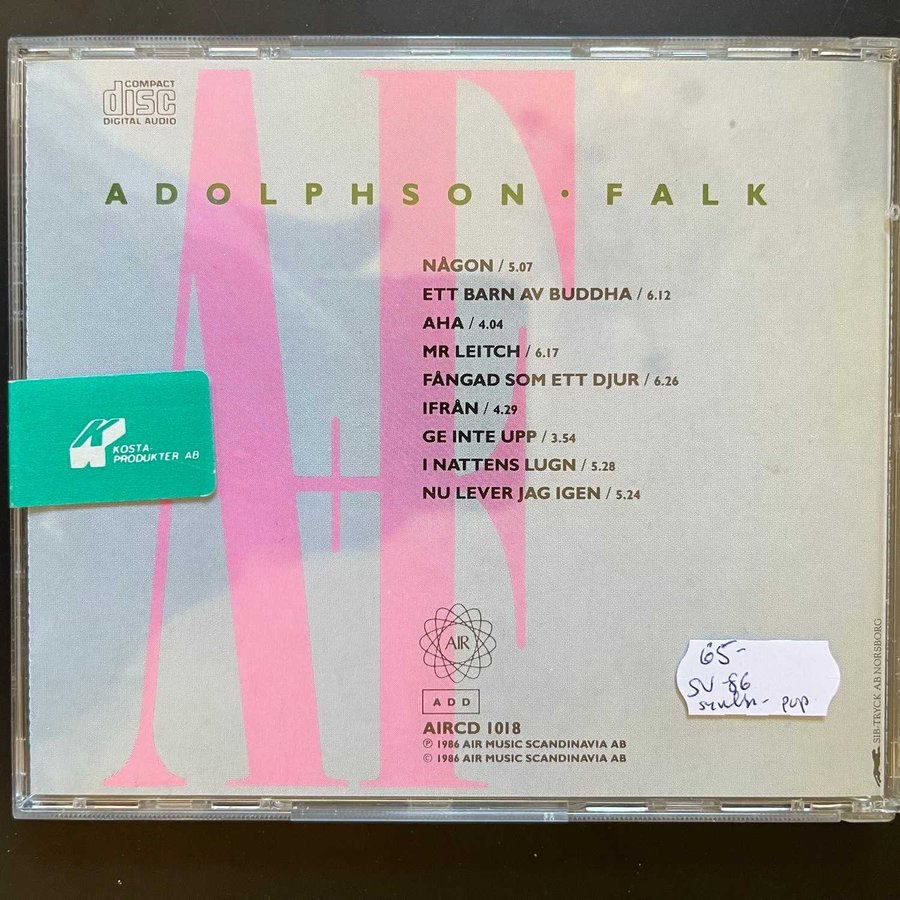 COMPACT
disc
DIGITAL AUDIO
ADOLPHSON · FALK
NÅGON / 5.07
ETT BARN AV BUDDHA / 6.12
AHA / 4.04
MR LEITCH / 6.17
FÅNGAD SOM ETT DJUR / 6.26
IFRÅN / 4.29
GE INTE UPP / 3.54
I NATTENS LUGN / 5.28
NU LEVER JAG IGEN / 5.24
A+F
KOSTA-
PRODUKTER AB
AIR
ADD
AIRCD 1018
℗ 1986 AIR MUSIC SCANDINAVIA AB
© 1986 AIR MUSIC SCANDINAVIA AB
65-
SV -86
pop
SIB-TRYCK AB NORSBORG